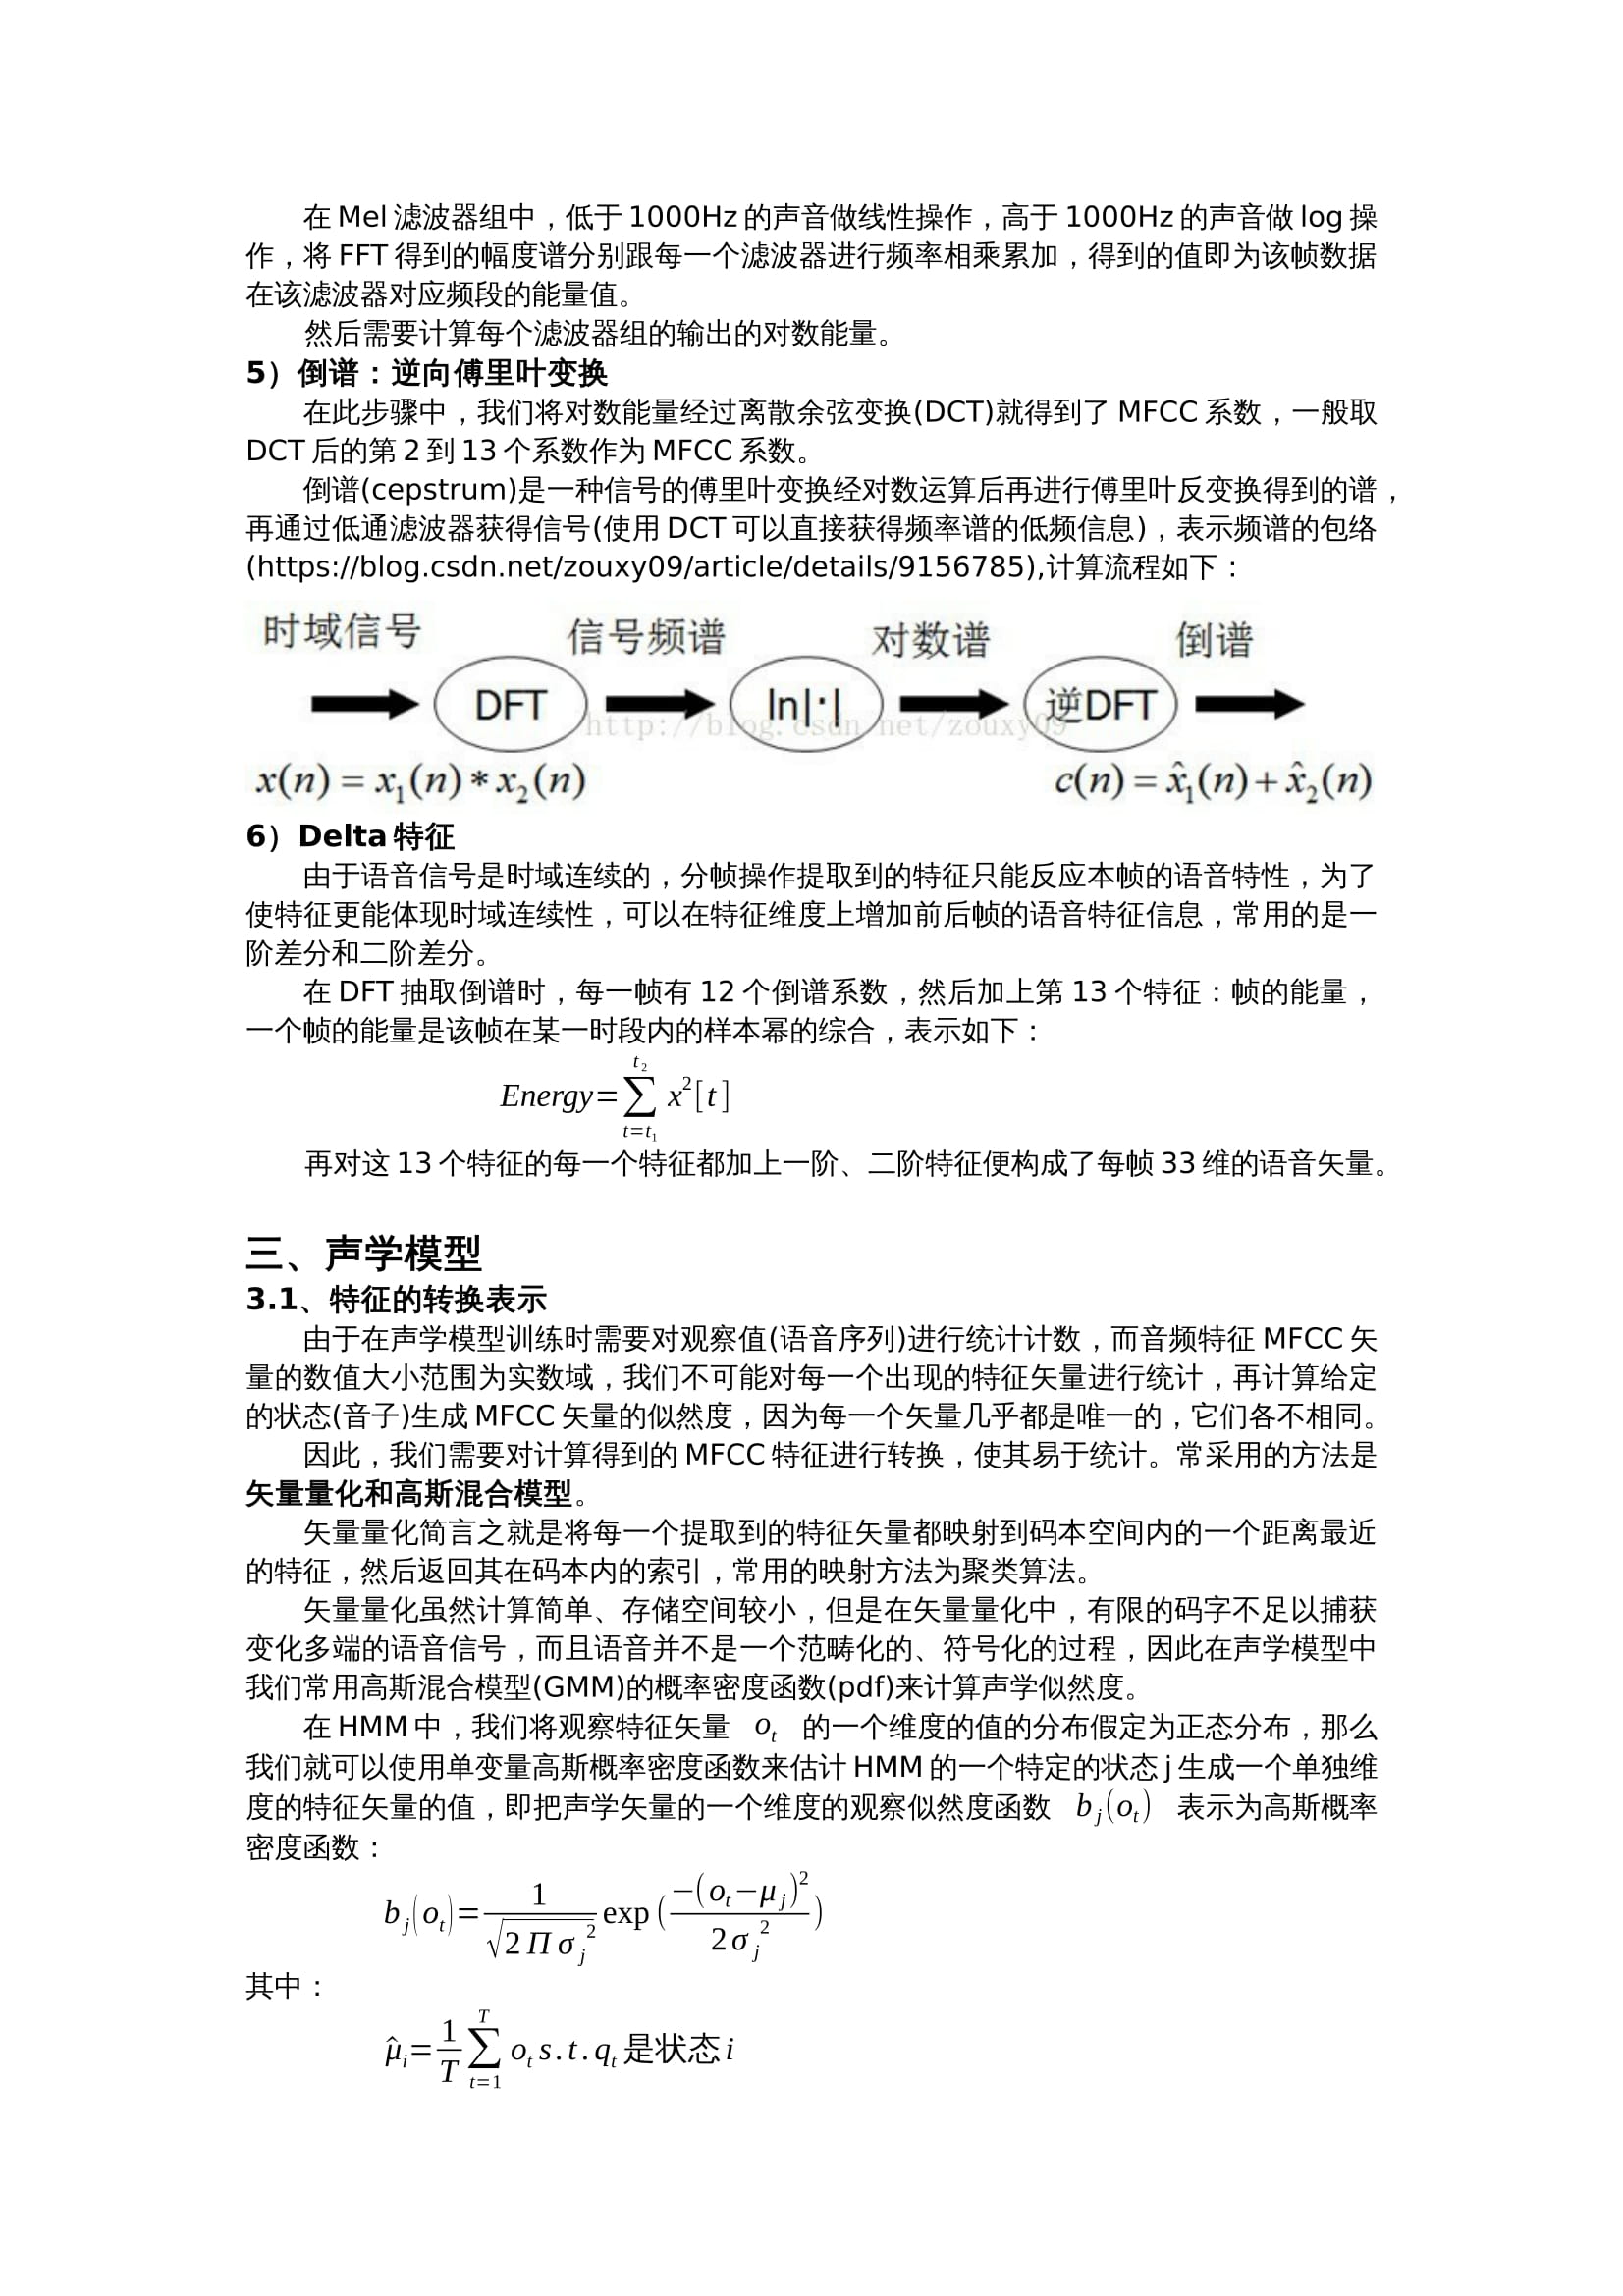 在 Mel 滤波器组中，低于 1000Hz 的声音做线性操作，高于 1000Hz 的声音做 log 操
作，将 FFT 得到的幅度谱分别跟每一个滤波器进行频率相乘累加，得到的值即为该帧数据
在该滤波器对应频段的能量值。
然后需要计算每个滤波器组的输出的对数能量。
5）倒谱：逆向傅里叶变换
在此步骤中，我们将对数能量经过离散余弦变换(DCT)就得到了 MFCC 系数，一般取
DCT 后的第 2 到 13 个系数作为 MFCC 系数。
倒谱(cepstrum)是一种信号的傅里叶变换经对数运算后再进行傅里叶反变换得到的谱，
再通过低通滤波器获得信号(使用 DCT 可以直接获得频率谱的低频信息)，表示频谱的包络
(https://blog.csdn.net/zouxy09/article/details/9156785),计算流程如下：
时域信号 信号频谱 对数谱 倒谱
DFT ln|·| 逆DFT
http://blog.csdn.net/zouxy09
x(n) = x₁(n) * x₂(n) c(n) = x̂₁(n) + x̂₂(n)
6）Delta 特征
由于语音信号是时域连续的，分帧操作提取到的特征只能反应本帧的语音特性，为了
使特征更能体现时域连续性，可以在特征维度上增加前后帧的语音特征信息，常用的是一
阶差分和二阶差分。
在 DFT 抽取倒谱时，每一帧有 12 个倒谱系数，然后加上第 13 个特征：帧的能量，
一个帧的能量是该帧在某一时段内的样本幂的综合，表示如下：
Energy=∑_{t=t₁}^{t₂} x²[t]
再对这 13 个特征的每一个特征都加上一阶、二阶特征便构成了每帧 33 维的语音矢量。
三、声学模型
3.1、特征的转换表示
由于在声学模型训练时需要对观察值(语音序列)进行统计计数，而音频特征 MFCC 矢
量的数值大小范围为实数域，我们不可能对每一个出现的特征矢量进行统计，再计算给定
的状态(音子)生成 MFCC 矢量的似然度，因为每一个矢量几乎都是唯一的，它们各不相同。
因此，我们需要对计算得到的 MFCC 特征进行转换，使其易于统计。常采用的方法是
矢量量化和高斯混合模型。
矢量量化简言之就是将每一个提取到的特征矢量都映射到码本空间内的一个距离最近
的特征，然后返回其在码本内的索引，常用的映射方法为聚类算法。
矢量量化虽然计算简单、存储空间较小，但是在矢量量化中，有限的码字不足以捕获
变化多端的语音信号，而且语音并不是一个范畴化的、符号化的过程，因此在声学模型中
我们常用高斯混合模型(GMM)的概率密度函数(pdf)来计算声学似然度。
在 HMM 中，我们将观察特征矢量 o_t 的一个维度的值的分布假定为正态分布，那么
我们就可以使用单变量高斯概率密度函数来估计 HMM 的一个特定的状态 j 生成一个单独维
度的特征矢量的值，即把声学矢量的一个维度的观察似然度函数 b_j(o_t) 表示为高斯概率
密度函数：
b_j(o_t)=1/√(2Πσ_j²) exp(−(o_t−μ_j)²/2σ_j²)
其中：
μ̂_i=1/T ∑_{t=1}^{T} o_t s.t.q_t 是状态 i